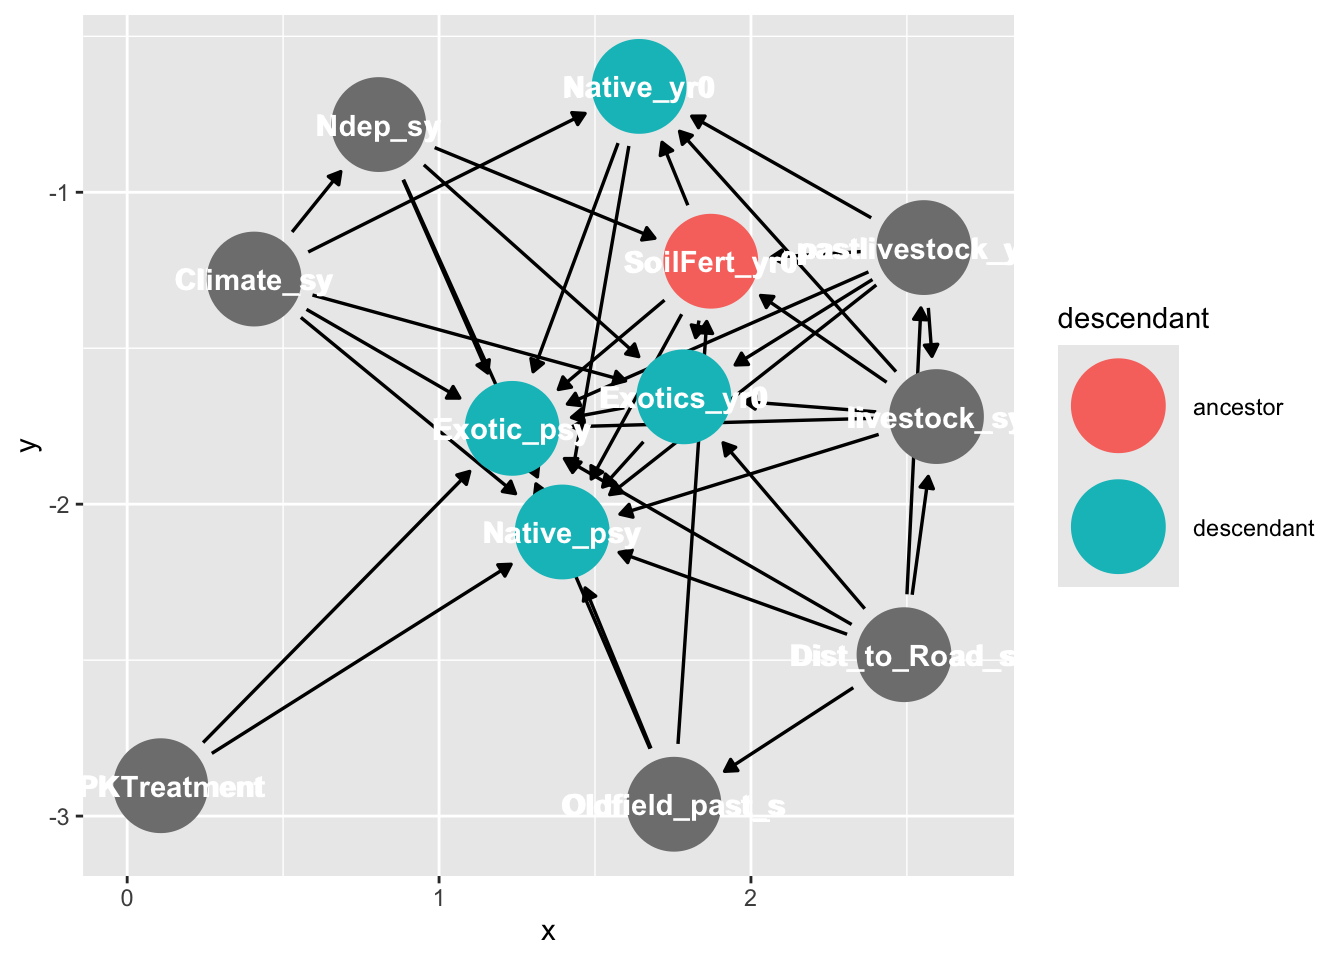 Native_yr0
Ndep_sy
-1
SoilFert_yr0
pastlivestock_y
Climate_sy
descendant
Exotics_yr0
ancestor
livestock_sy
Exotic_psy
y
-2
Native_psy
descendant
Dist_to_Road_s
PKTreatment
Oldfield_past_s
-3
0
1
2
x